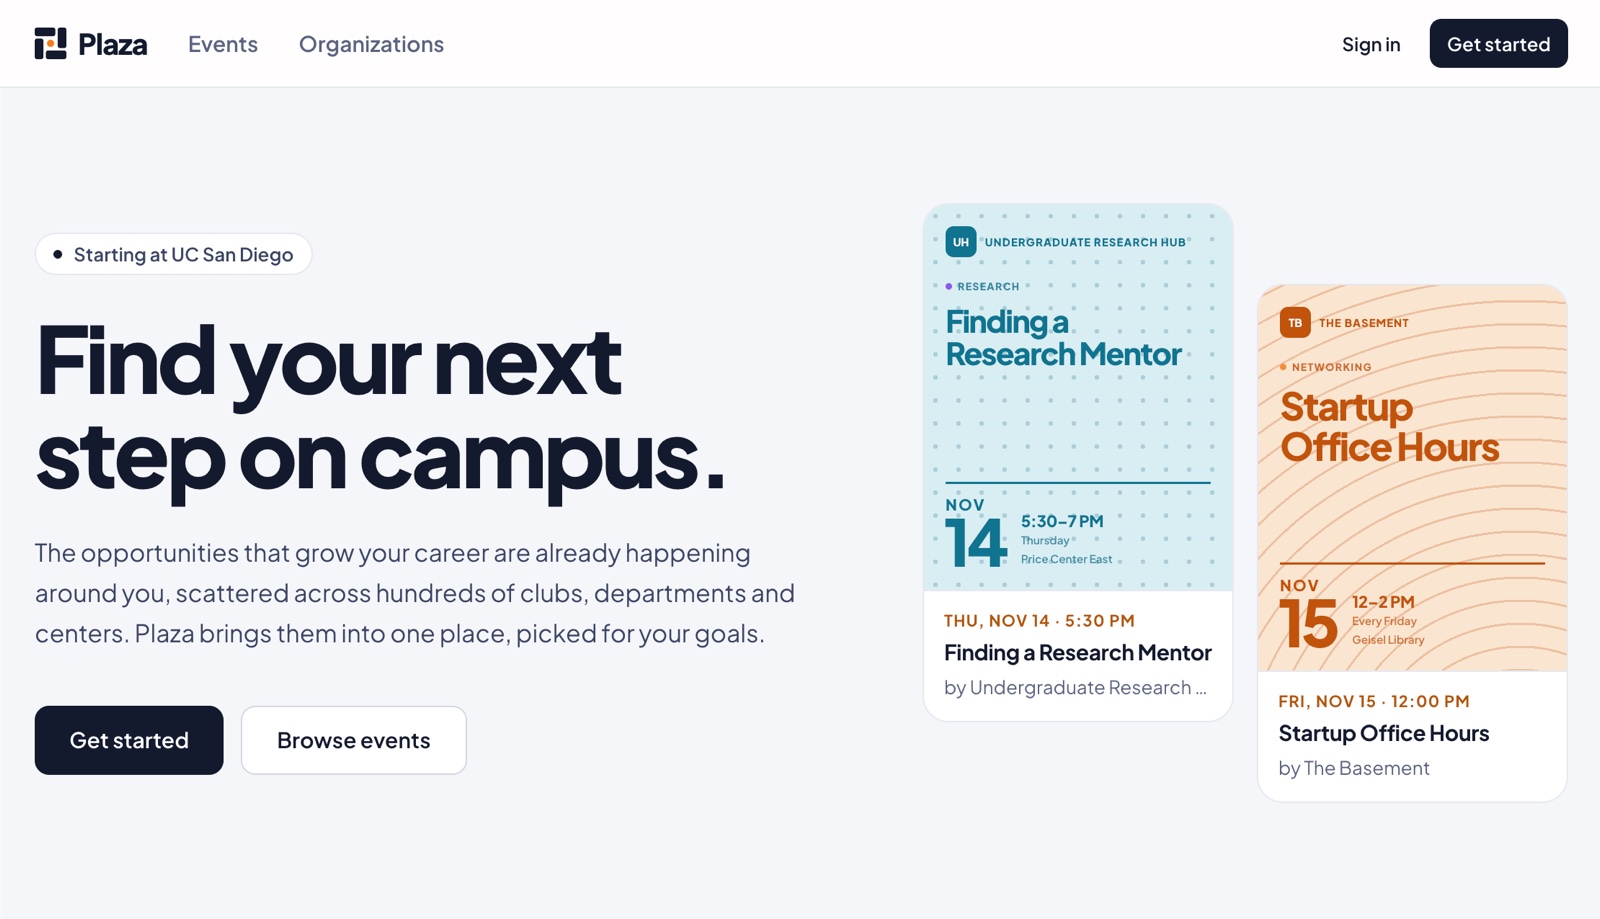 Plaza
Events
Organizations
Sign in
Get started
Starting at UC San Diego
Find your next
step on campus.
The opportunities that grow your career are already happening
around you, scattered across hundreds of clubs, departments and
centers. Plaza brings them into one place, picked for your goals.
Get started
Browse events
UH
UNDERGRADUATE RESEARCH HUB
RESEARCH
Finding a
Research Mentor
NOV
14
5:30–7 PM
Thursday
Price Center East
THU, NOV 14 · 5:30 PM
Finding a Research Mentor
by Undergraduate Research ...
TB
THE BASEMENT
NETWORKING
Startup
Office Hours
NOV
15
12–2 PM
Every Friday
Geisel Library
FRI, NOV 15 · 12:00 PM
Startup Office Hours
by The Basement